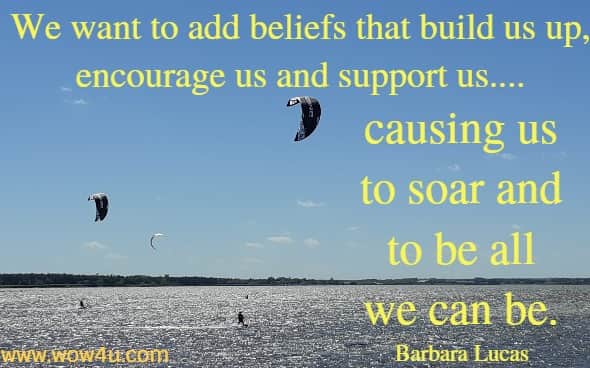 We want to add beliefs that build us up,
encourage us and support us....
causing us
to soar and
to be all
we can be.
Barbara Lucas
www.wow4u.com